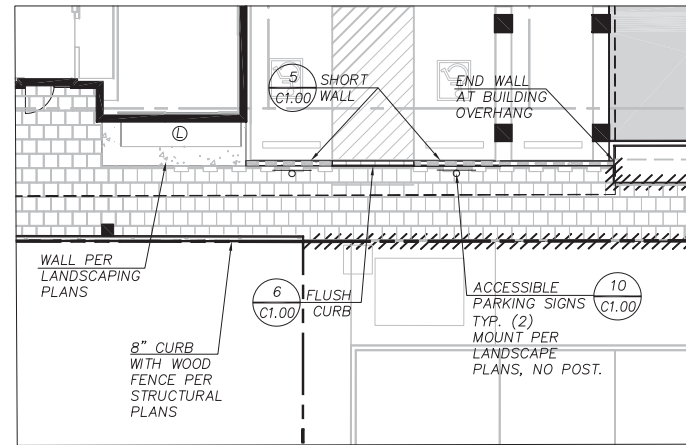 5
C1.00
SHORT
WALL
END WALL
AT BUILDING
OVERHANG
L
WALL PER
LANDSCAPING
PLANS
6
C1.00
FLUSH
CURB
ACCESSIBLE
PARKING SIGNS
TYP. (2)
MOUNT PER
LANDSCAPE
PLANS, NO POST.
10
C1.00
8" CURB
WITH WOOD
FENCE PER
STRUCTURAL
PLANS